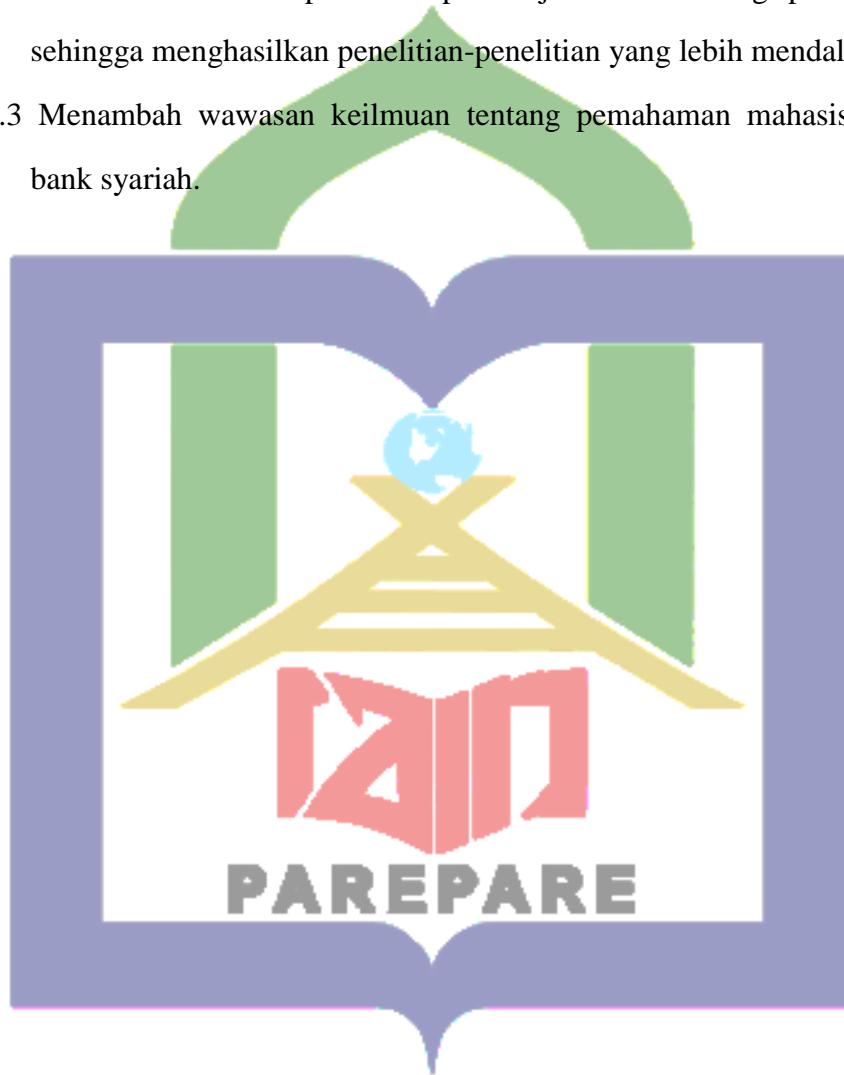 sehingga menghasilkan penelitian-penelitian yang lebih mendal
.3 Menambah wawasan keilmuan tentang pemahaman mahasis
bank syariah.
iain
PAREPARE